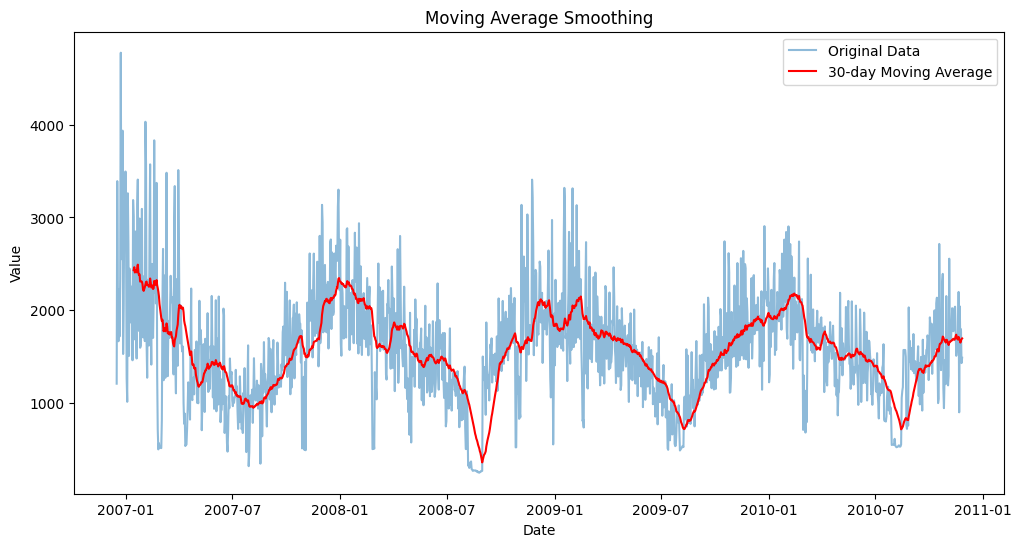 Moving Average Smoothing
Original Data
30-day Moving Average
Value
4000
3000
2000
1000
2007-01 2007-07 2008-01 2008-07 2009-01 2009-07 2010-01 2010-07 2011-01
Date